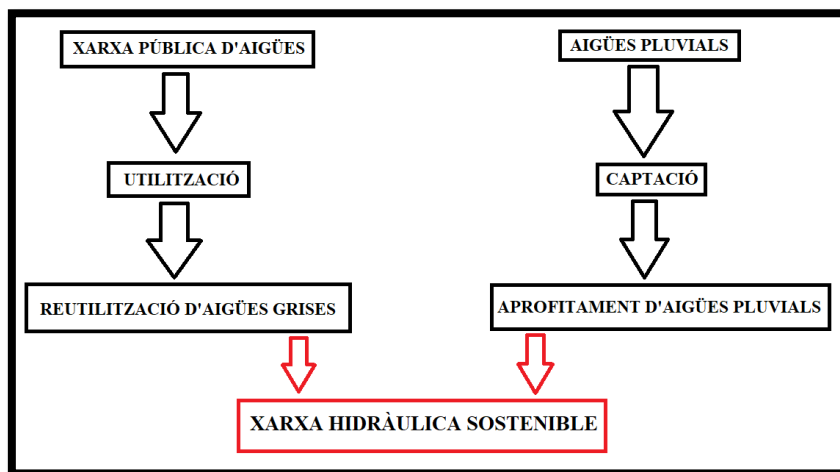 XARXA PÚBLICA D'AIGÜES
AIGÜES PLUVIALS
UTILITZACIÓ
CAPTACIÓ
REUTILITZACIÓ D'AIGÜES GRISES
APROFITAMENT D'AIGÜES PLUVIALS
XARXA HIDRÀULICA SOSTENIBLE